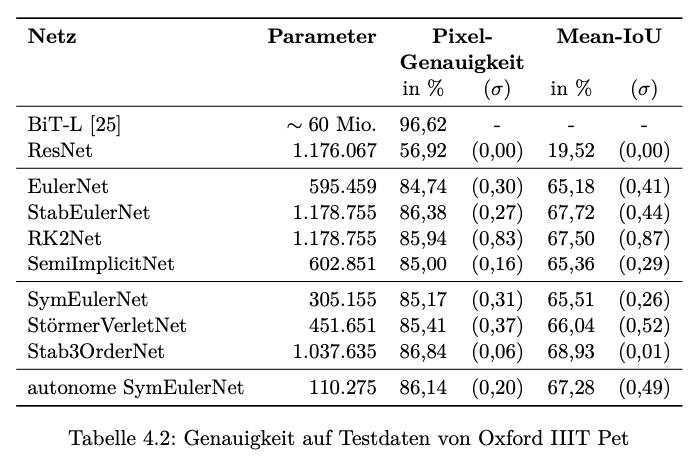 Netz Parameter Pixel- Mean-IoU
Genauigkeit
in % (σ) in % (σ)
BiT-L [25] ∼ 60 Mio. 96,62 - - -
ResNet 1.176.067 56,92 (0,00) 19,52 (0,00)
EulerNet 595.459 84,74 (0,30) 65,18 (0,41)
StabEulerNet 1.178.755 86,38 (0,27) 67,72 (0,44)
RK2Net 1.178.755 85,94 (0,83) 67,50 (0,87)
SemiImplicitNet 602.851 85,00 (0,16) 65,36 (0,29)
SymEulerNet 305.155 85,17 (0,31) 65,51 (0,26)
StörmerVerletNet 451.651 85,41 (0,37) 66,04 (0,52)
Stab3OrderNet 1.037.635 86,84 (0,06) 68,93 (0,01)
autonome SymEulerNet 110.275 86,14 (0,20) 67,28 (0,49)
Tabelle 4.2: Genauigkeit auf Testdaten von Oxford IIIT Pet